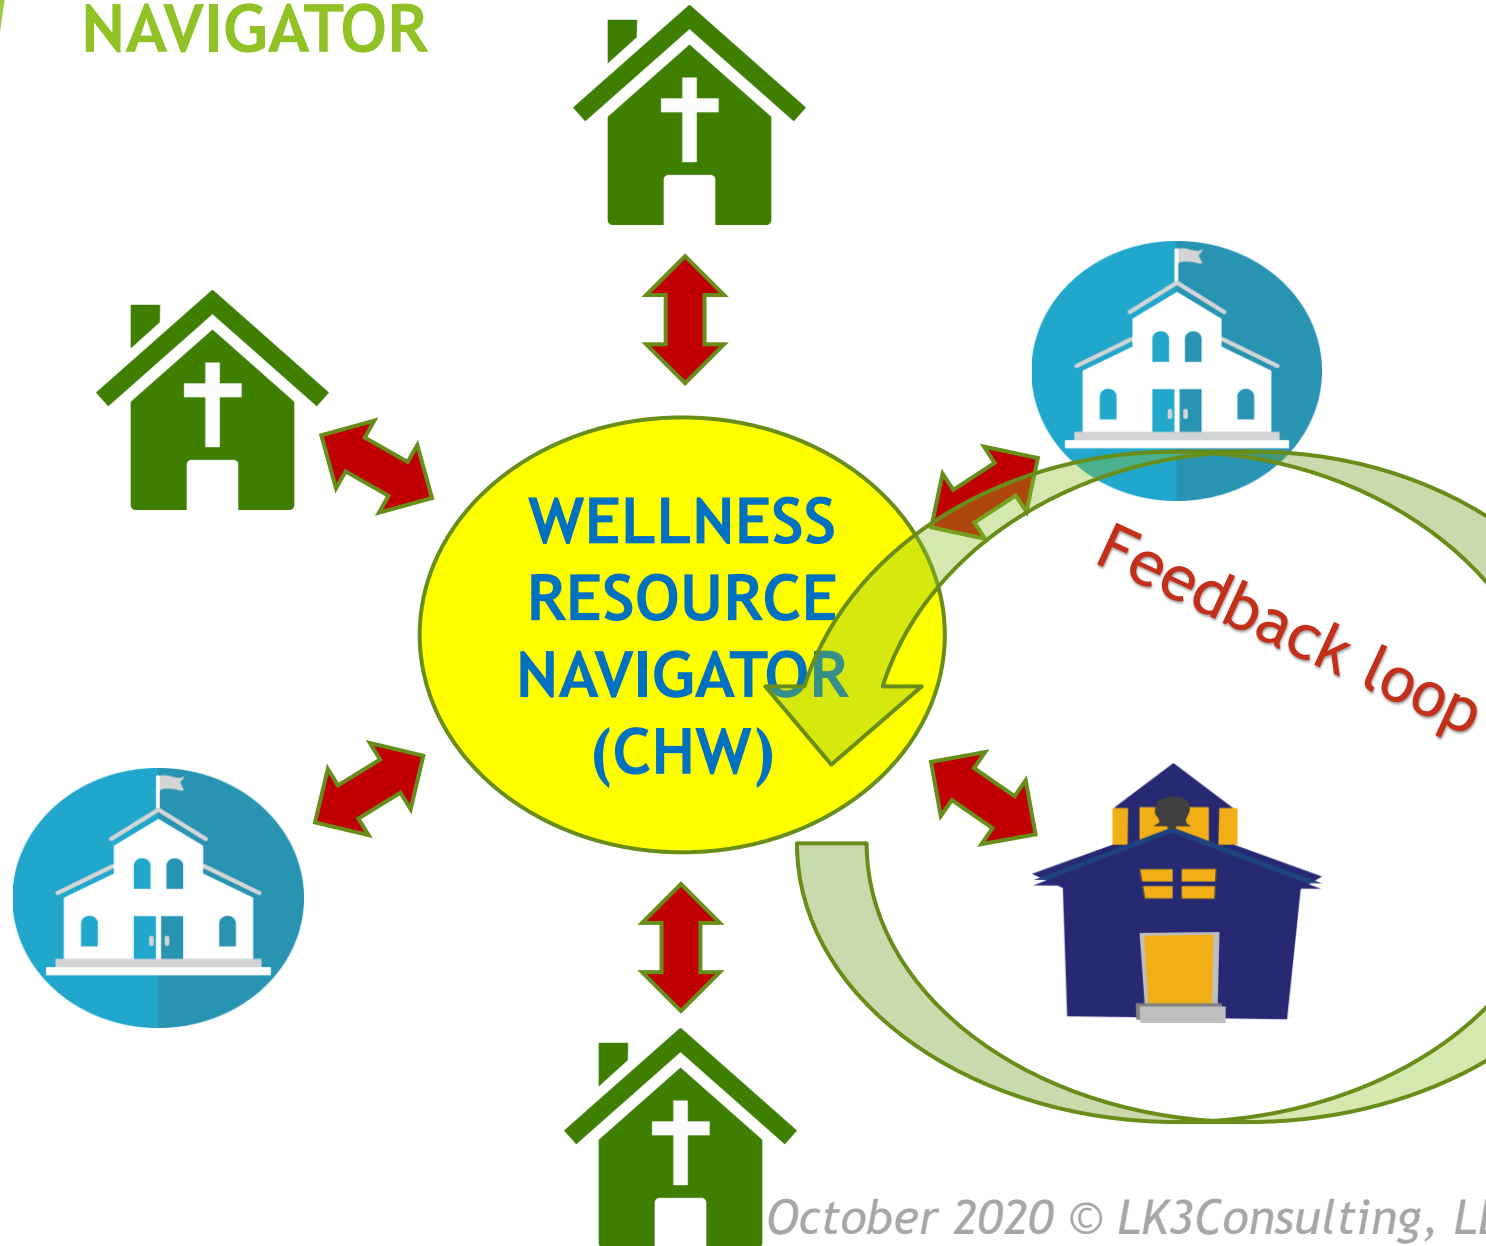 NAVIGATOR
WELLNESS
RESOURCE
NAVIGATOR
(CHW)
Feedback loop
October 2020 © LK3Consulting,